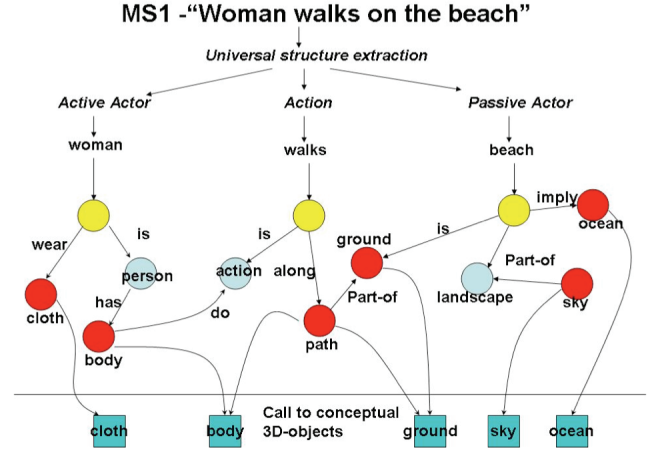 MS1 -“Woman walks on the beach”
Universal structure extraction
Active Actor
Action
Passive Actor
woman
walks
beach
imply
ocean
is
is
is
wear
ground
person
action
along
Part-of
landscape
sky
cloth
has
do
Part-of
body
path
Call to conceptual
3D-objects
cloth
body
ground
sky
ocean